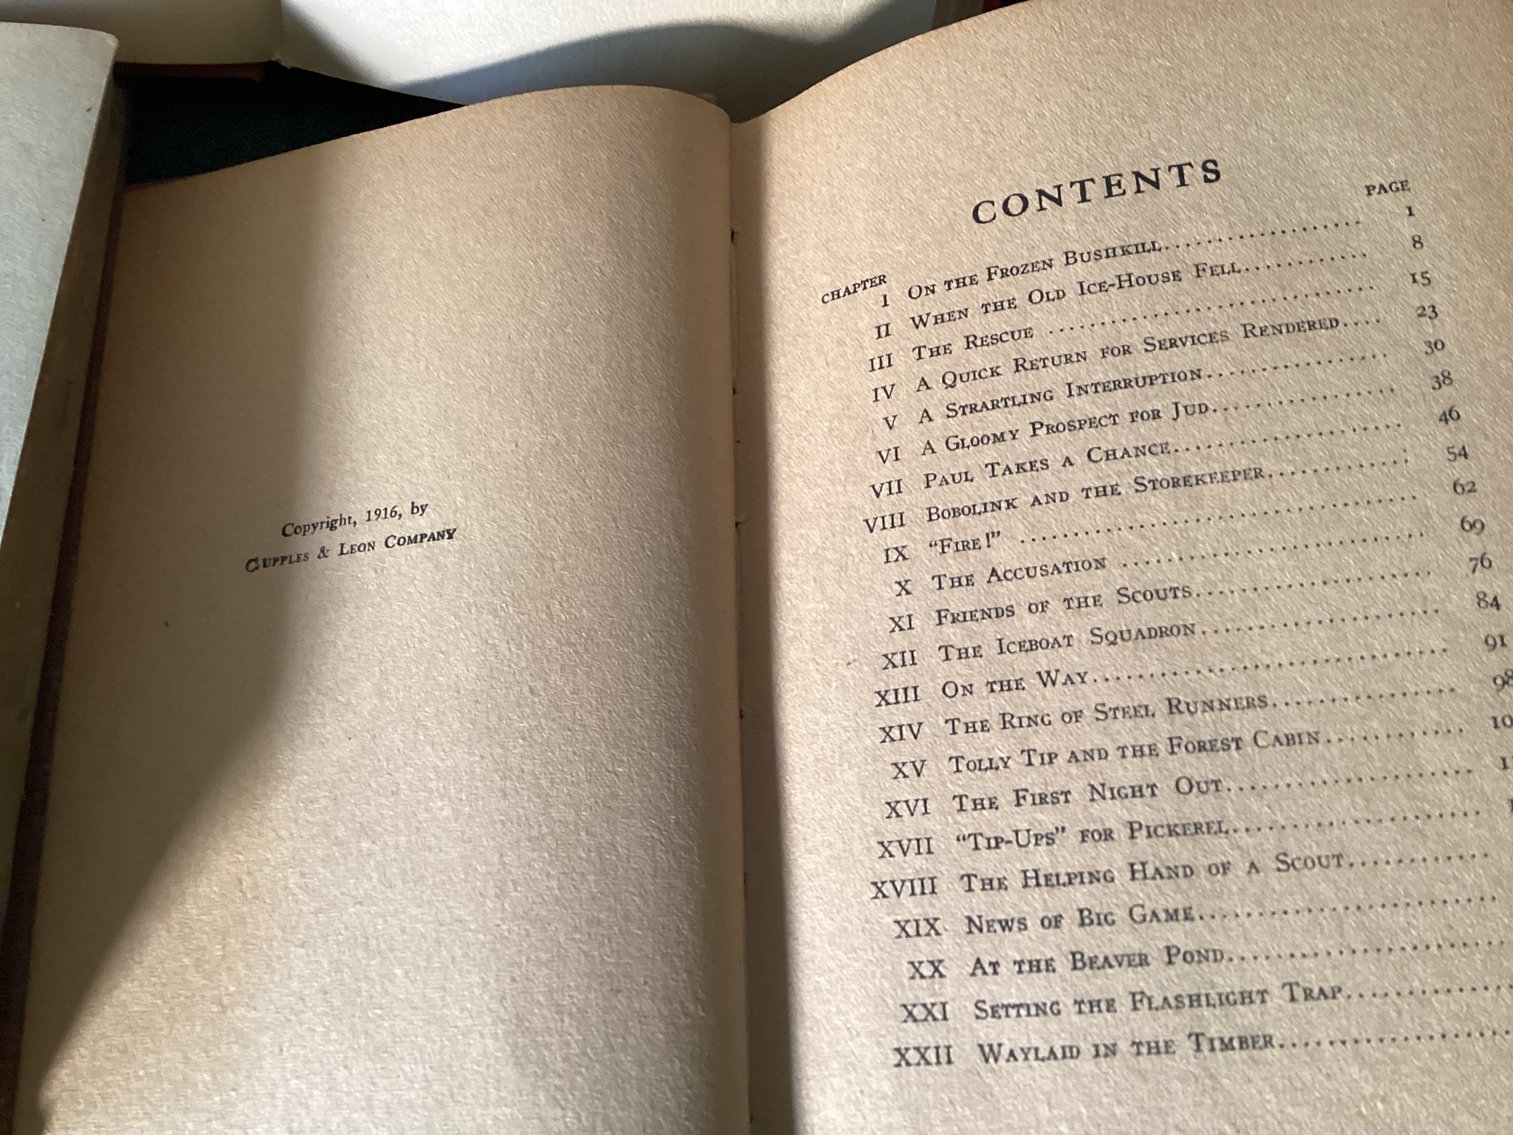 Copyright, 1916, by
Cupples & Leon Company
CONTENTS
CHAPTER PAGE
I On the Frozen Bushkill 1
II When the Old Ice-House Fell 8
III The Rescue 15
IV A Quick Return for Services Rendered 23
V A Strartling Interruption 30
VI A Gloomy Prospect for Jud 38
VII Paul Takes a Chance 46
VIII Bobolink and the Storekeeper 54
IX “Fire!” 62
X The Accusation 69
XI Friends of the Scouts 76
XII The Iceboat Squadron 84
XIII On the Way 91
XIV The Ring of Steel Runners 98
XV Tolly Tip and the Forest Cabin
XVI The First Night Out
XVII “Tip-Ups” for Pickerel
XVIII The Helping Hand of a Scout
XIX News of Big Game
XX At the Beaver Pond
XXI Setting the Flashlight Trap
XXII Waylaid in the Timber